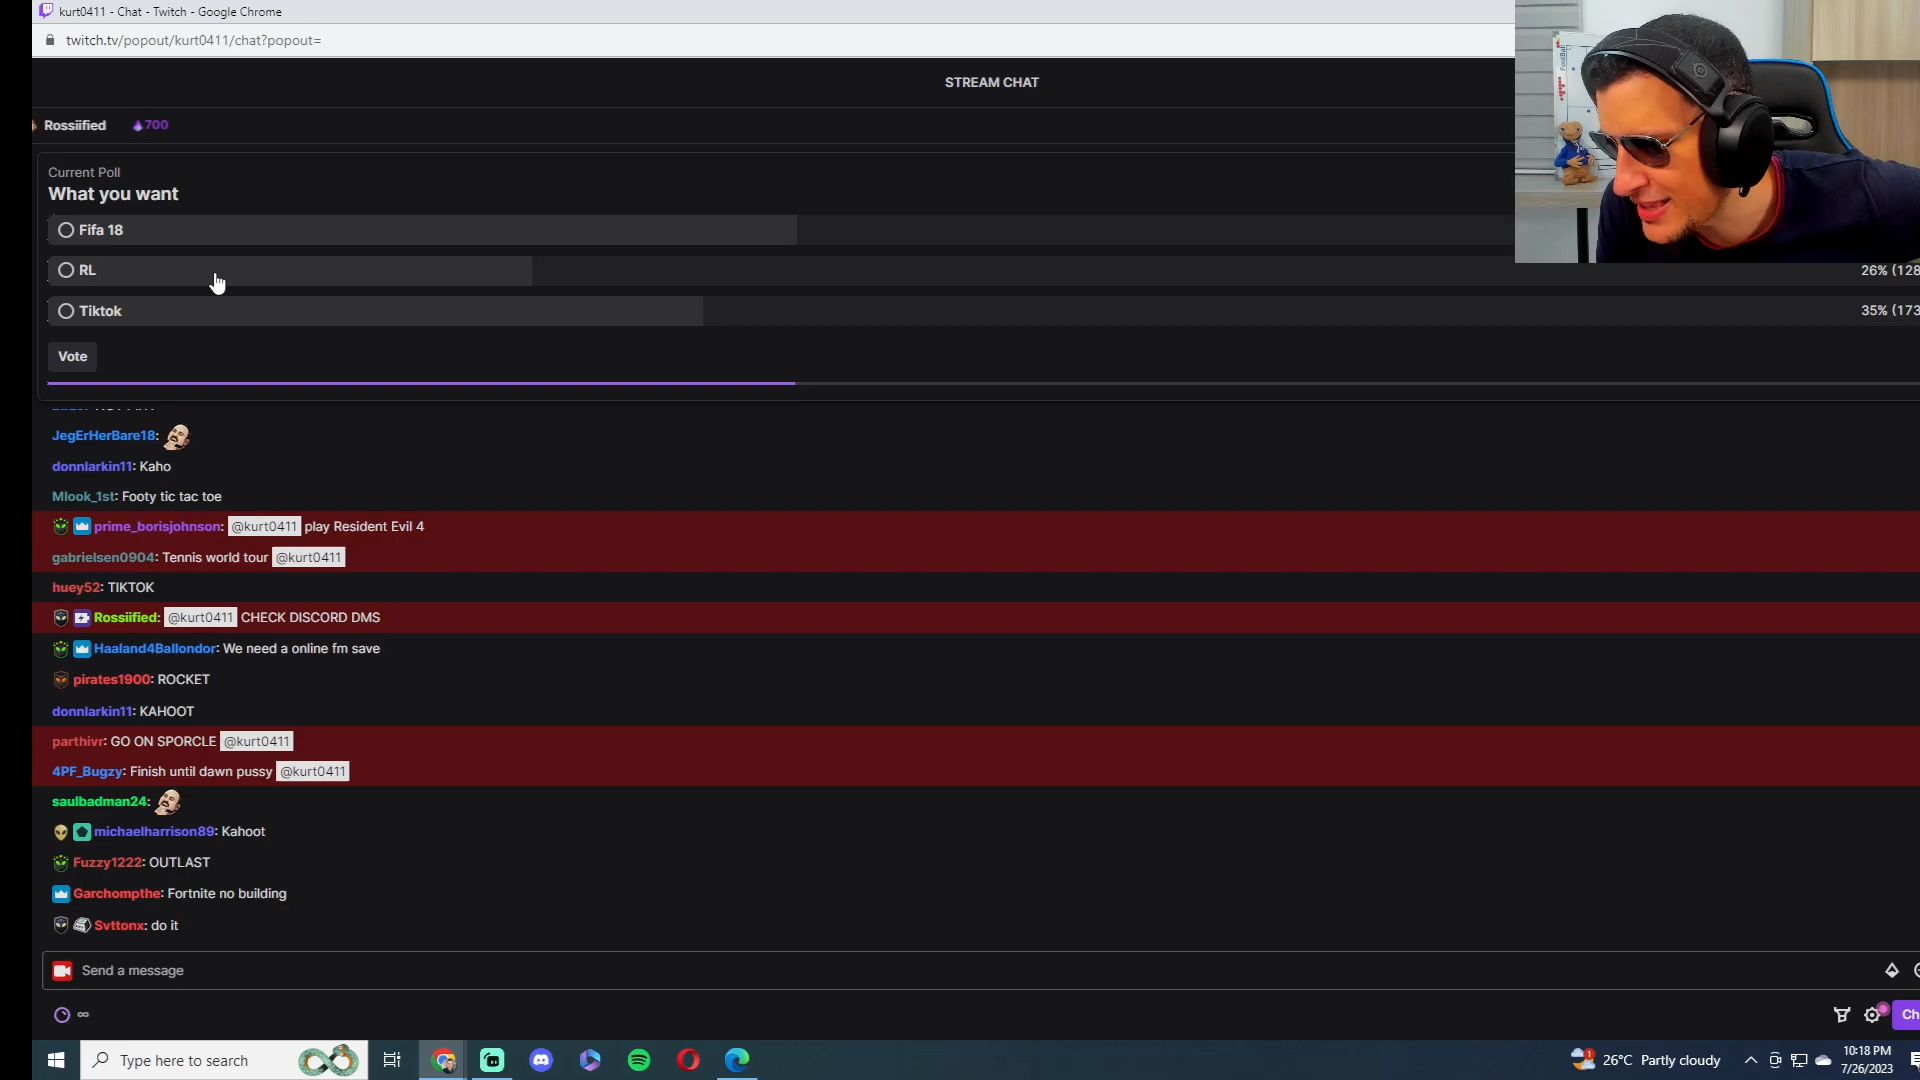 kurt0411 - Chat - Twitch - Google Chrome
twitch.tv/popout/kurt0411/chat?popout=
STREAM CHAT
Rossiified 700
Current Poll
What you want
Fifa 18
RL 26% (128
Tiktok 35% (173
Vote
JegErHerBare18:
donnlarkin11: Kaho
Mlook_1st: Footy tic tac toe
prime_borisjohnson: @kurt0411 play Resident Evil 4
gabrielsen0904: Tennis world tour @kurt0411
huey52: TIKTOK
Rossiified: @kurt0411 CHECK DISCORD DMS
Haaland4Ballondor: We need a online fm save
pirates1900: ROCKET
donnlarkin11: KAHOOT
parthivr: GO ON SPORCLE @kurt0411
4PF_Bugzy: Finish until dawn pussy @kurt0411
saulbadman24:
michaelharrison89: Kahoot
Fuzzy1222: OUTLAST
Garchompthe: Fortnite no building
Svttonx: do it
Send a message
∞
Ch
Type here to search
1 26°C Partly cloudy
10:18 PM
7/26/2023